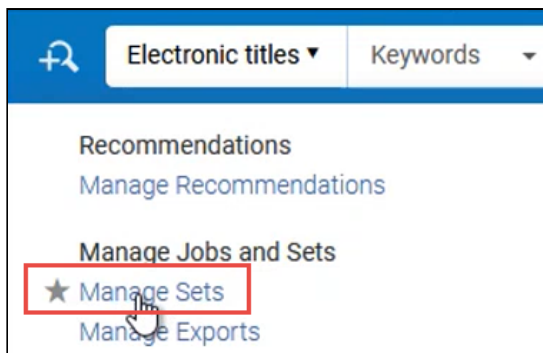 Electronic titles ▾ Keywords
Recommendations
Manage Recommendations
Manage Jobs and Sets
Manage Sets
Manage Exports